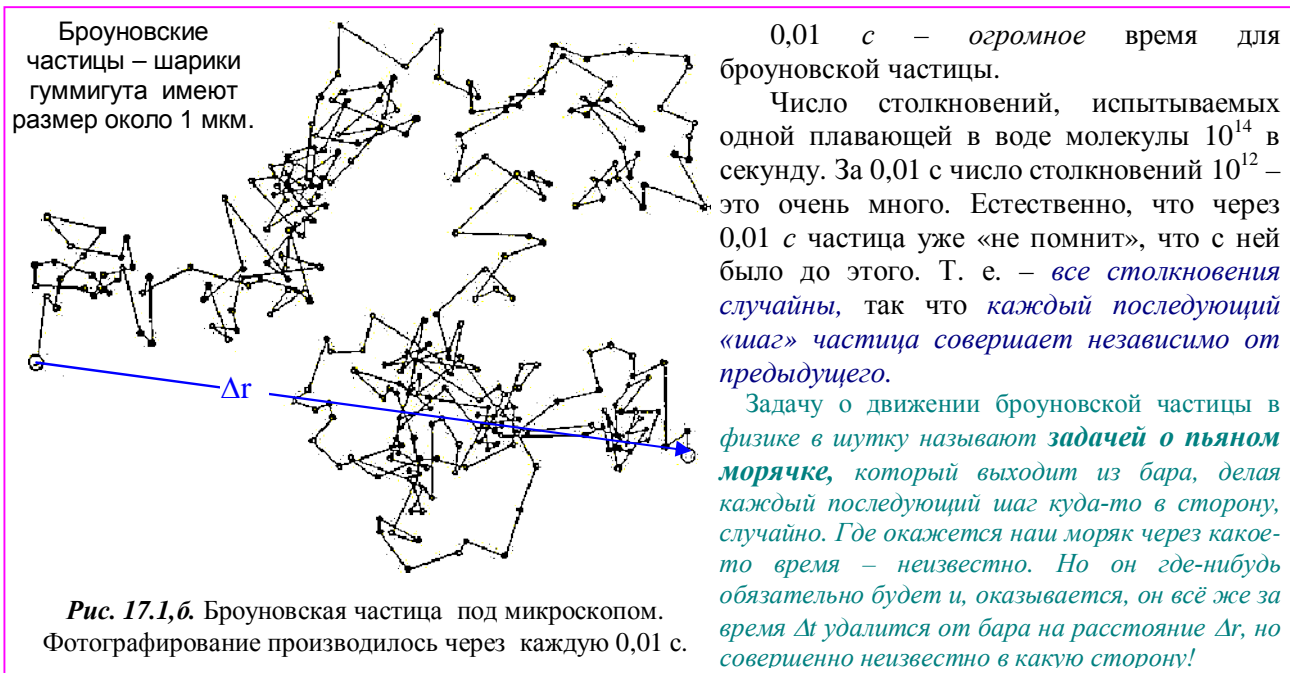 Броуновские
частицы – шарики
гуммигута имеют
размер около 1 мкм.
Δr
Рис. 17.1,б. Броуновская частица под микроскопом.
Фотографирование производилось через каждую 0,01 с.
0,01 с – огромное время для
броуновской частицы.
Число столкновений, испытываемых
одной плавающей в воде молекулы 10^14 в
секунду. За 0,01 с число столкновений 10^12 –
это очень много. Естественно, что через
0,01 с частица уже «не помнит», что с ней
было до этого. Т. е. – все столкновения
случайны, так что каждый последующий
«шаг» частица совершает независимо от
предыдущего.
Задачу о движении броуновской частицы в
физике в шутку называют задачей о пьяном
морячке, который выходит из бара, делая
каждый последующий шаг куда-то в сторону,
случайно. Где окажется наш моряк через какое-
то время – неизвестно. Но он где-нибудь
обязательно будет и, оказывается, он всё же за
время Δt удалится от бара на расстояние Δr, но
совершенно неизвестно в какую сторону!